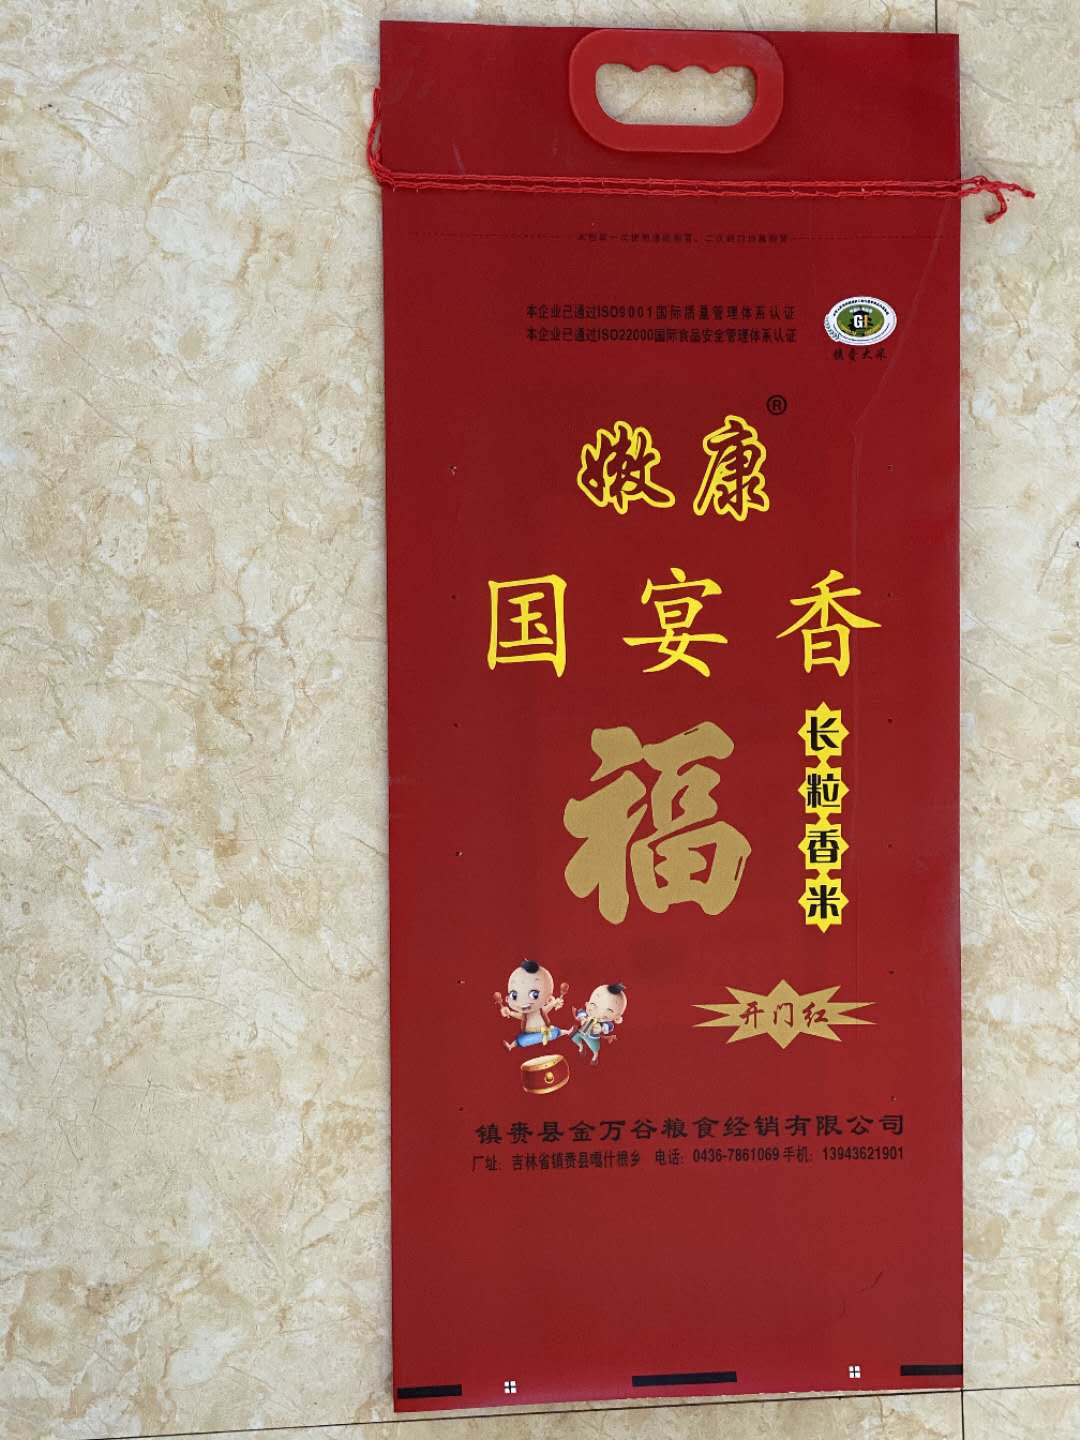 本企业已通过ISO9001国际质量管理体系认证
本企业已通过ISO22000国际食品安全管理体系认证
GI
镇赉大米
®
嫩康
国宴香
福
长粒香米
开门红
镇赉县金万谷粮食经销有限公司
厂址：吉林省镇赉县嘎什根乡 电话：0436-7861069 手机：13943621901